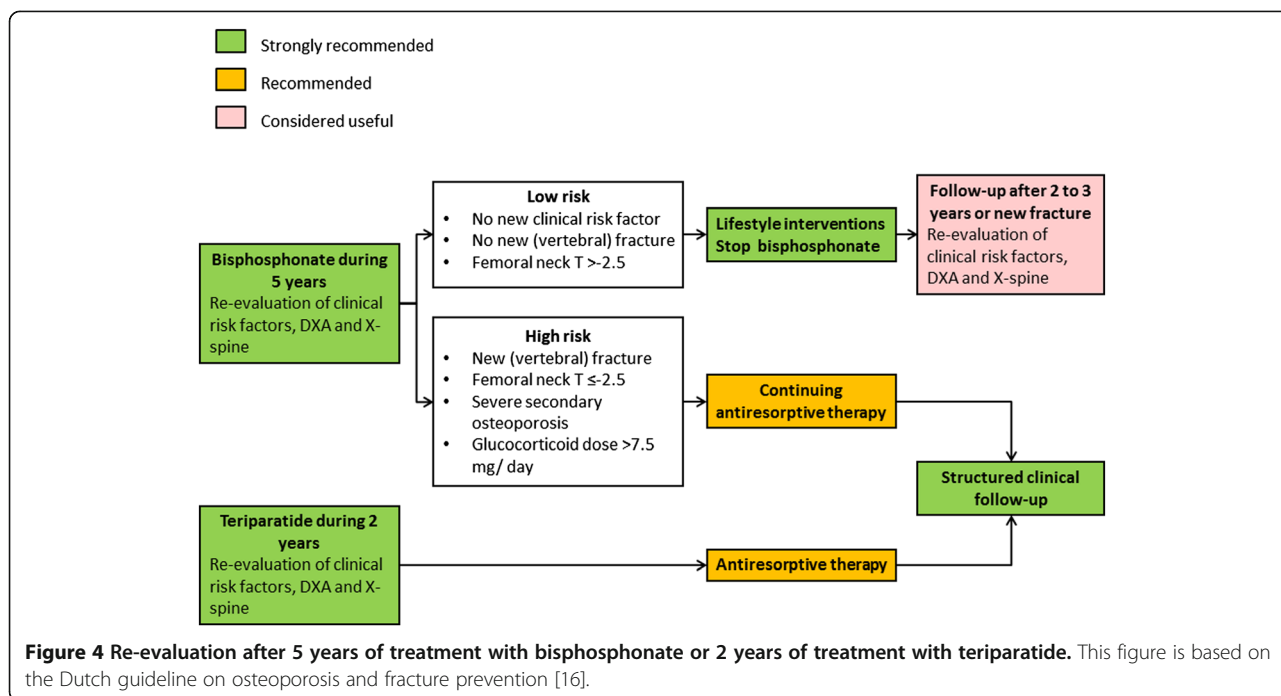 Strongly recommended
Recommended
Considered useful
Bisphosphonate during
5 years
Re-evaluation of clinical
risk factors, DXA and X-
spine
Low risk
• No new clinical risk factor
• No new (vertebral) fracture
• Femoral neck T >-2.5
Lifestyle interventions
Stop bisphosphonate
Follow-up after 2 to 3
years or new fracture
Re-evaluation of
clinical risk factors,
DXA and X-spine
High risk
• New (vertebral) fracture
• Femoral neck T ≤-2.5
• Severe secondary
osteoporosis
• Glucocorticoid dose >7.5
mg/ day
Continuing
antiresorptive therapy
Structured clinical
follow-up
Teriparatide during 2
years
Re-evaluation of clinical
risk factors, DXA and X-
spine
Antiresorptive therapy
Figure 4 Re-evaluation after 5 years of treatment with bisphosphonate or 2 years of treatment with teriparatide. This figure is based on
the Dutch guideline on osteoporosis and fracture prevention [16].